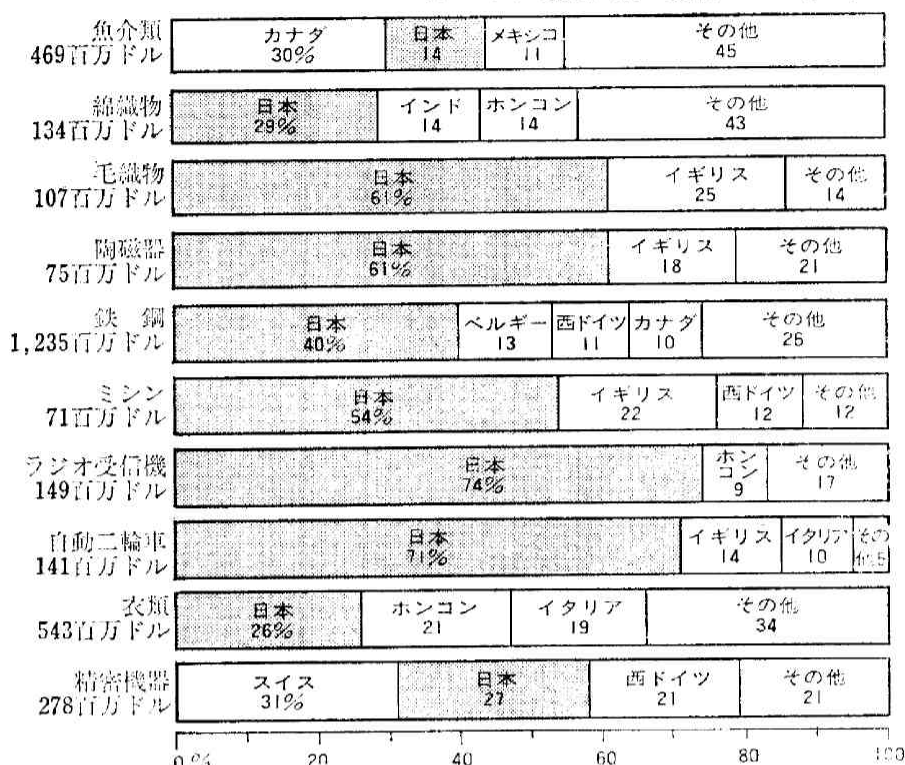 魚介類
469百万ドル
カナダ 日本 メキシコ その他
30% 14 11 45
綿織物
134百万ドル
日本 インド ホンコン その他
29% 14 14 43
毛織物
107百万ドル
日本 イギリス その他
61% 25 14
陶磁器
75百万ドル
日本 イギリス その他
61% 18 21
鉄鋼
1,235百万ドル
日本 ベルギー 西ドイツ カナダ その他
40% 13 11 10 26
ミシン
71百万ドル
日本 イギリス 西ドイツ その他
54% 22 12 12
ラジオ受信機
149百万ドル
日本 ホンコン その他
74% 9 17
自動二輪車
141百万ドル
日本 イギリス イタリア その他5
71% 14 10
衣類
543百万ドル
日本 ホンコン イタリア その他
26% 21 19 34
精密機器
278百万ドル
スイス 日本 西ドイツ その他
31% 27 21 21
0% 20 40 60 80 100